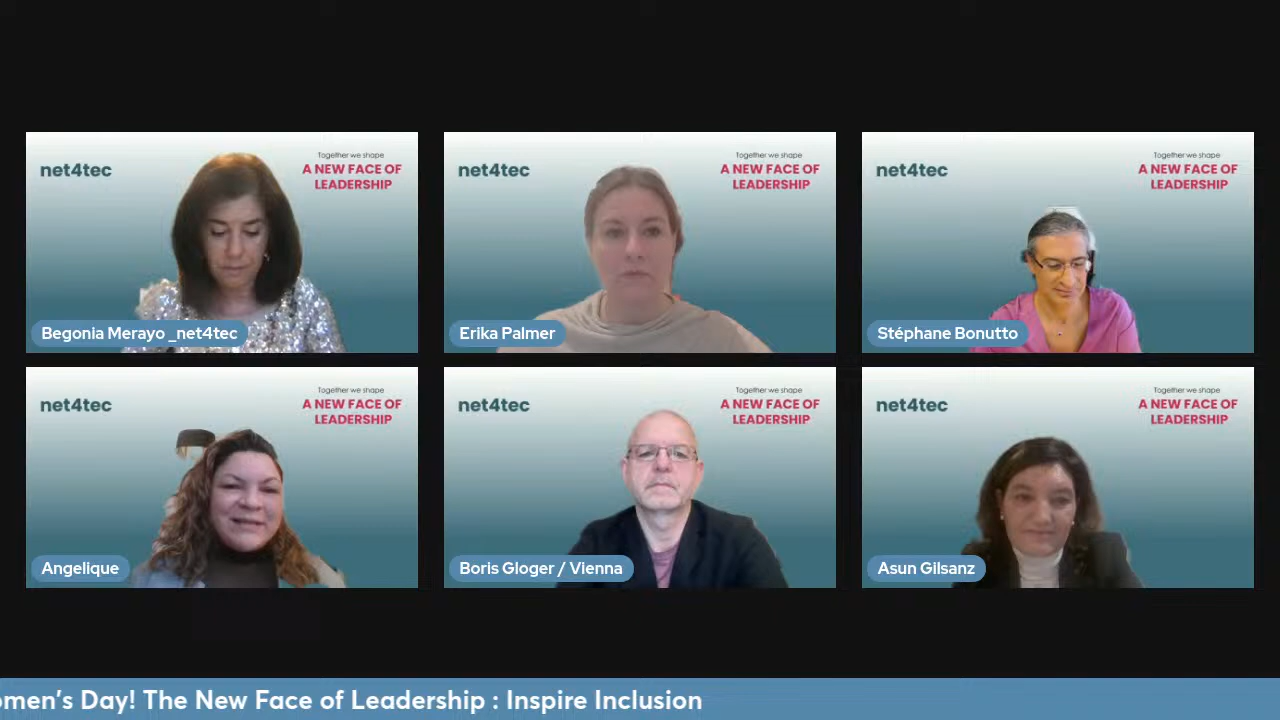 net4tec
Together we shape
A NEW FACE OF
LEADERSHIP
Begonia Merayo _net4tec
net4tec
Together we shape
A NEW FACE OF
LEADERSHIP
Erika Palmer
net4tec
Together we shape
A NEW FACE OF
LEADERSHIP
Stéphane Bonutto
net4tec
Together we shape
A NEW FACE OF
LEADERSHIP
Angelique
net4tec
Together we shape
A NEW FACE OF
LEADERSHIP
Boris Gloger / Vienna
net4tec
Together we shape
A NEW FACE OF
LEADERSHIP
Asun Gilsanz
omen's Day! The New Face of Leadership : Inspire Inclusion